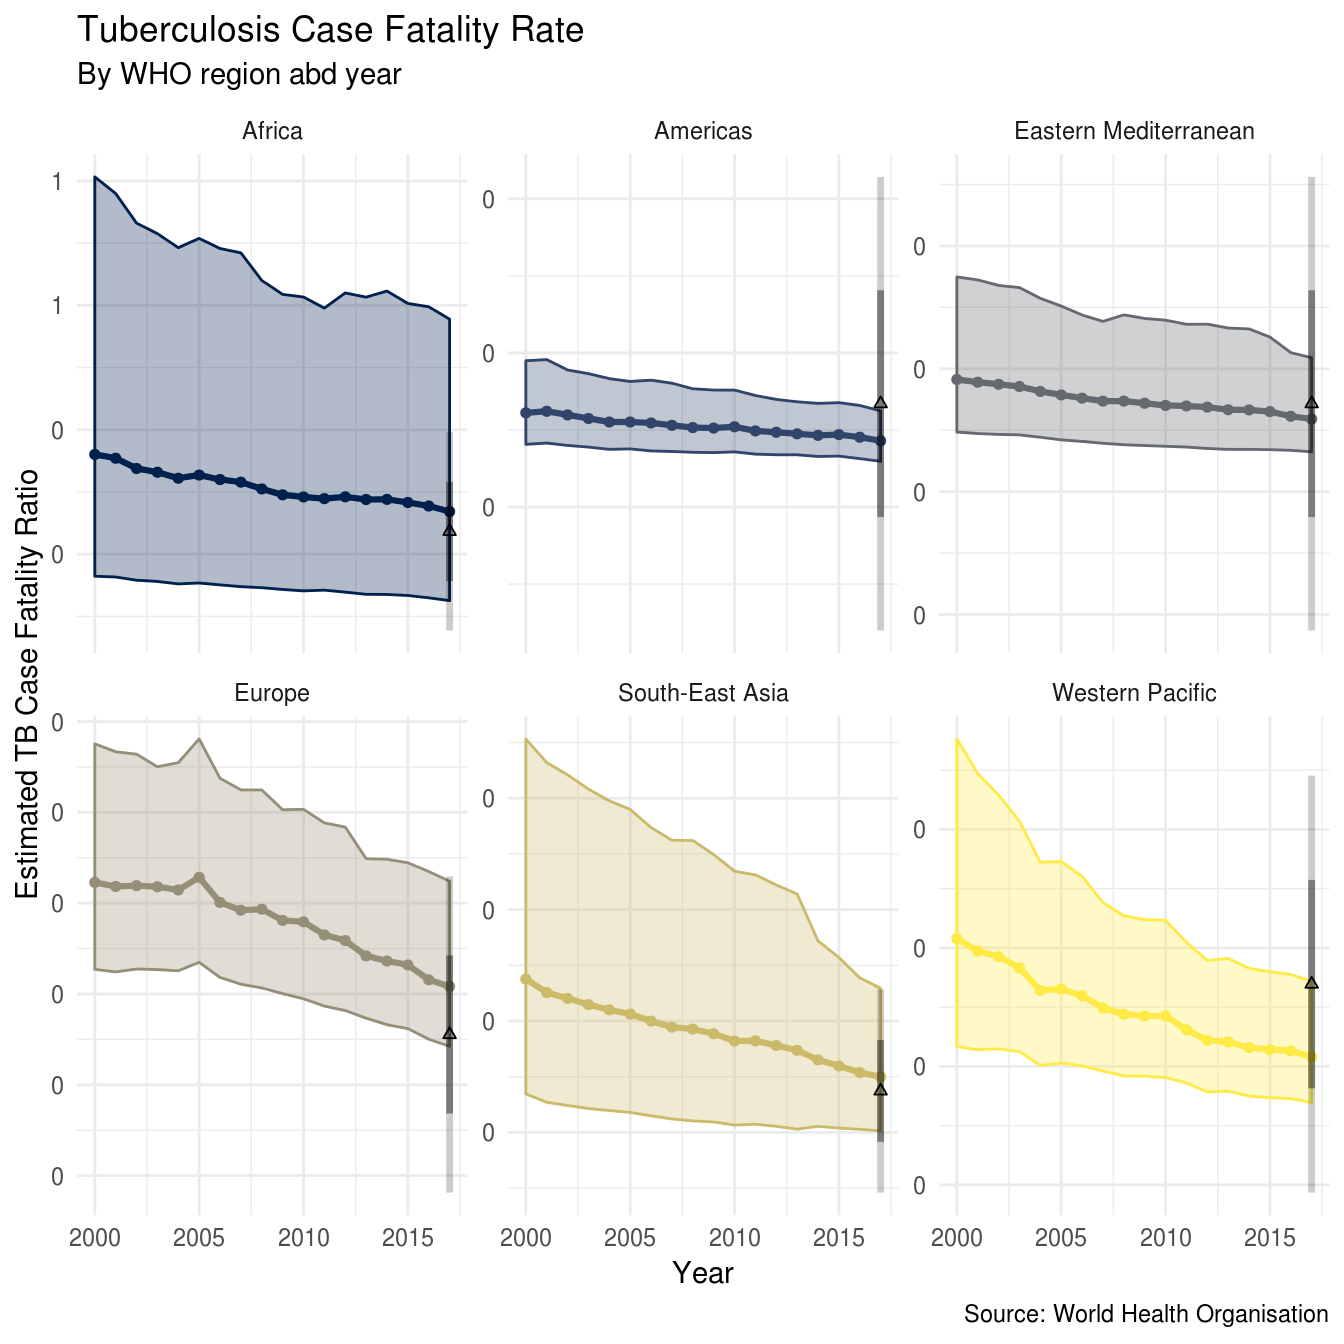 Tuberculosis Case Fatality Rate
By WHO region abd year
Africa
Americas
Eastern Mediterranean
1
1
0
0
0
0
0
0
0
0
0
Estimated TB Case Fatality Ratio
Europe
South-East Asia
Western Pacific
0
0
0
0
0
0
0
0
0
0
0
0
0
0
2000 2005 2010 2015
2000 2005 2010 2015
2000 2005 2010 2015
Year
Source: World Health Organisation